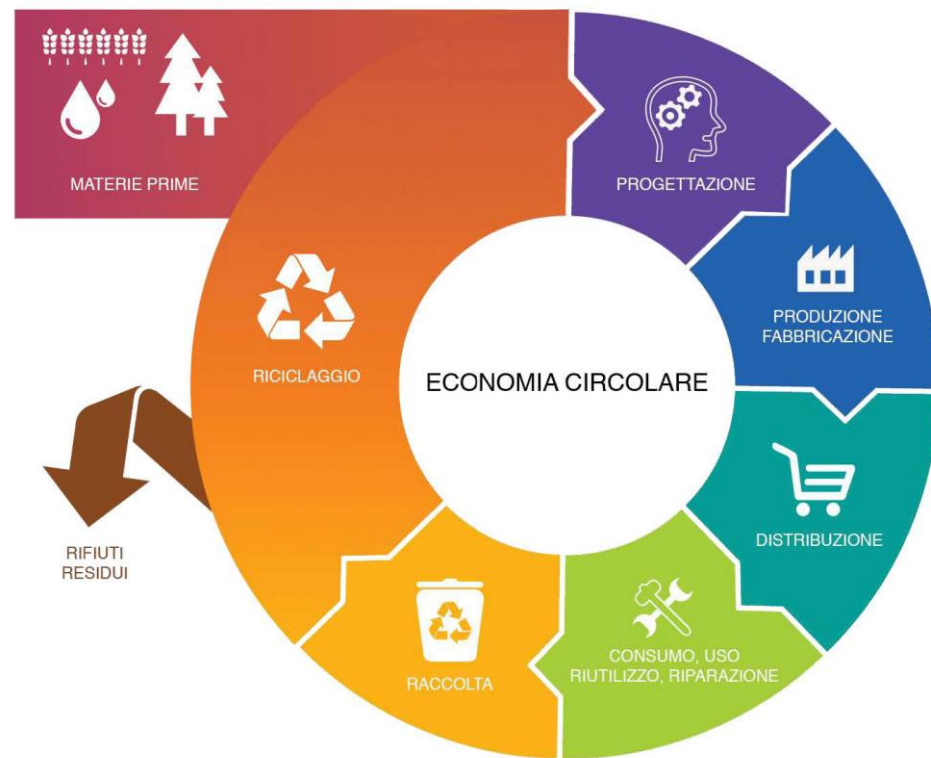 MATERIE PRIME
PROGETTAZIONE
PRODUZIONE
FABBRICAZIONE
DISTRIBUZIONE
CONSUMO, USO
RIUTILIZZO, RIPARAZIONE
RACCOLTA
RICICLAGGIO
RIFIUTI
RESIDUI
ECONOMIA CIRCOLARE